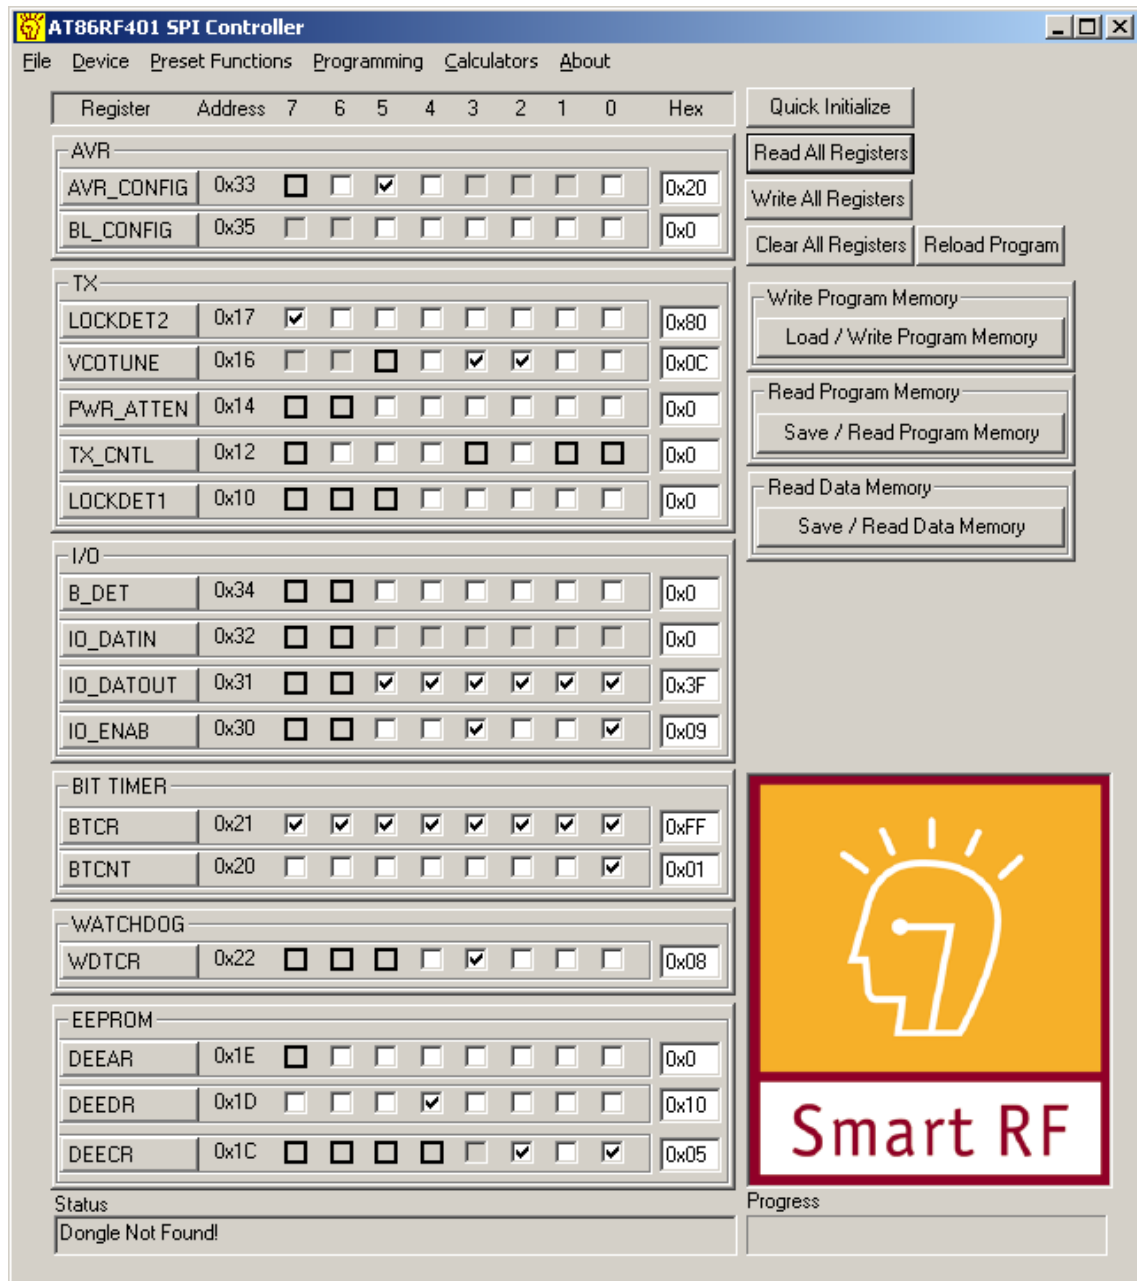 AT86RF401 SPI Controller
File Device Preset Functions Programming Calculators About
Register Address 7 6 5 4 3 2 1 0 Hex
Quick Initialize
AVR
Read All Registers
AVR_CONFIG 0x33 0x20
Write All Registers
BL_CONFIG 0x35 0x0
Clear All Registers Reload Program
TX
Write Program Memory
LOCKDET2 0x17 0x80
Load / Write Program Memory
VCOTUNE 0x16 0x0C
Read Program Memory
PWR_ATTEN 0x14 0x0
Save / Read Program Memory
TX_CNTL 0x12 0x0
Read Data Memory
LOCKDET1 0x10 0x0
Save / Read Data Memory
I/O
B_DET 0x34 0x0
IO_DATIN 0x32 0x0
IO_DATOUT 0x31 0x3F
IO_ENAB 0x30 0x09
BIT TIMER
BTCR 0x21 0xFF
BTCNT 0x20 0x01
WATCHDOG
WDTCR 0x22 0x08
EEPROM
DEEAR 0x1E 0x0
DEEDR 0x1D 0x10
DEECR 0x1C 0x05
Smart RF
Status
Progress
Dongle Not Found!